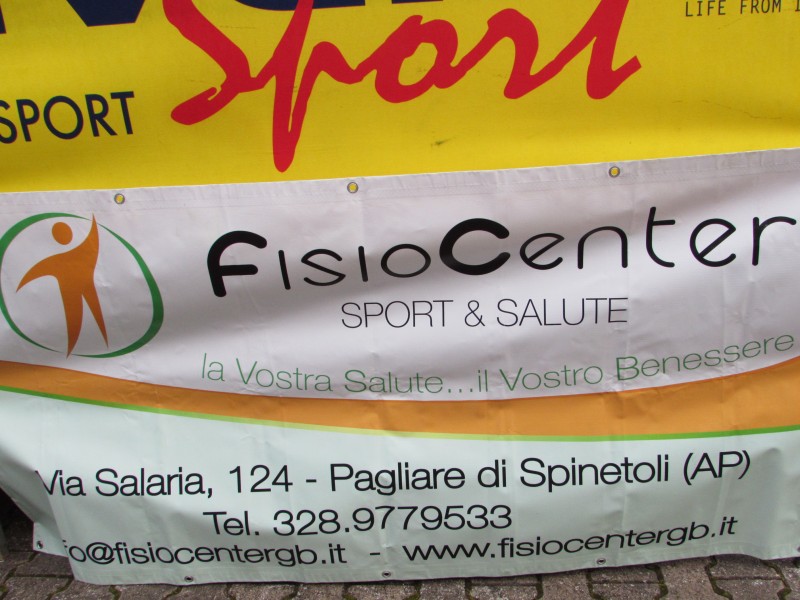 Sport
LIFE FROM
SPORT
FisioCenter
SPORT & SALUTE
la Vostra Salute...il Vostro Benessere
Via Salaria, 124 - Pagliare di Spinetoli (AP)
Tel. 328.9779533
fo@fisiocentergb.it - www.fisiocentergb.it